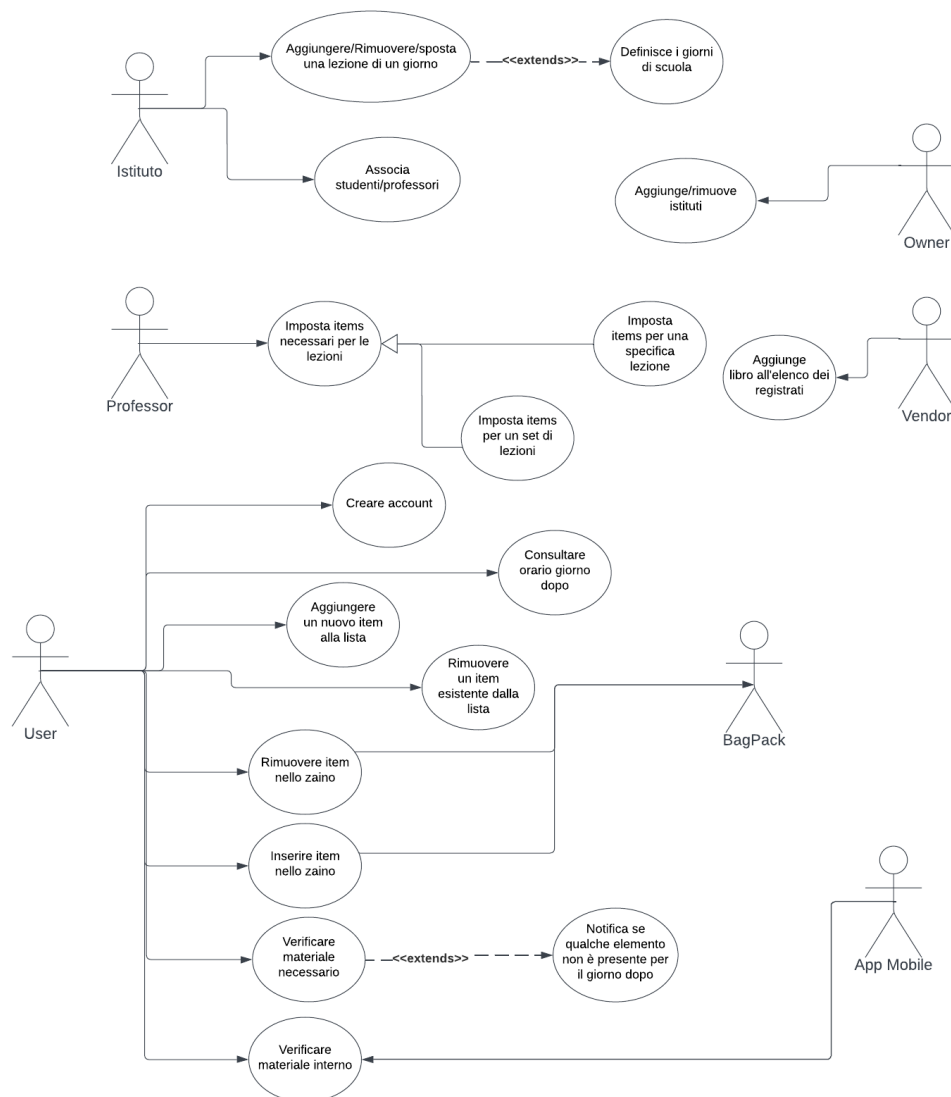 Aggiungere/Rimuovere/sposta
una lezione di un giorno
<<extends>>
Definisce i giorni
di scuola
Istituto
Associa
studenti/professori
Aggiunge/rimuove
istituti
Owner
Professor
Imposta items
necessari per le
lezioni
Imposta
items per una
specifica
lezione
Imposta items
per un set di
lezioni
Aggiunge
libro all'elenco dei
registrati
Vendor
Creare account
Consultare
orario giorno
dopo
Aggiungere
un nuovo item
alla lista
User
Rimuovere
un item
esistente dalla
lista
BagPack
Rimuovere item
nello zaino
Inserire item
nello zaino
Verificare
materiale
necessario
<<extends>>
Notifica se
qualche elemento
non è presente per
il giorno dopo
App Mobile
Verificare
materiale interno